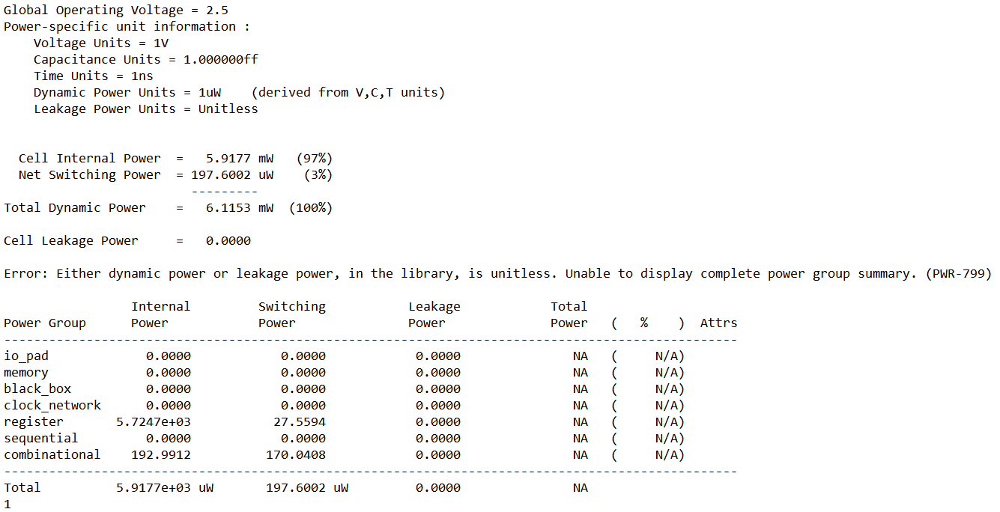 Global Operating Voltage = 2.5
Power-specific unit information :
    Voltage Units = 1V
    Capacitance Units = 1.000000ff
    Time Units = 1ns
    Dynamic Power Units = 1uW    (derived from V,C,T units)
    Leakage Power Units = Unitless
  Cell Internal Power  =   5.9177 mW   (97%)
  Net Switching Power  = 197.6002 uW    (3%)
                         ---------
Total Dynamic Power    =   6.1153 mW  (100%)
Cell Leakage Power     =   0.0000
Error: Either dynamic power or leakage power, in the library, is unitless. Unable to display complete power group summary. (PWR-799)
                 Internal         Switching           Leakage            Total
Power Group      Power            Power               Power              Power   (   %    )  Attrs
--------------------------------------------------------------------------------------------------
io_pad             0.0000            0.0000            0.0000               NA   (     N/A)
memory             0.0000            0.0000            0.0000               NA   (     N/A)
black_box          0.0000            0.0000            0.0000               NA   (     N/A)
clock_network      0.0000            0.0000            0.0000               NA   (     N/A)
register       5.7247e+03           27.5594            0.0000               NA   (     N/A)
sequential         0.0000            0.0000            0.0000               NA   (     N/A)
combinational    192.9912          170.0408            0.0000               NA   (     N/A)
--------------------------------------------------------------------------------------------------
Total          5.9177e+03 uW       197.6002 uW         0.0000               NA
1